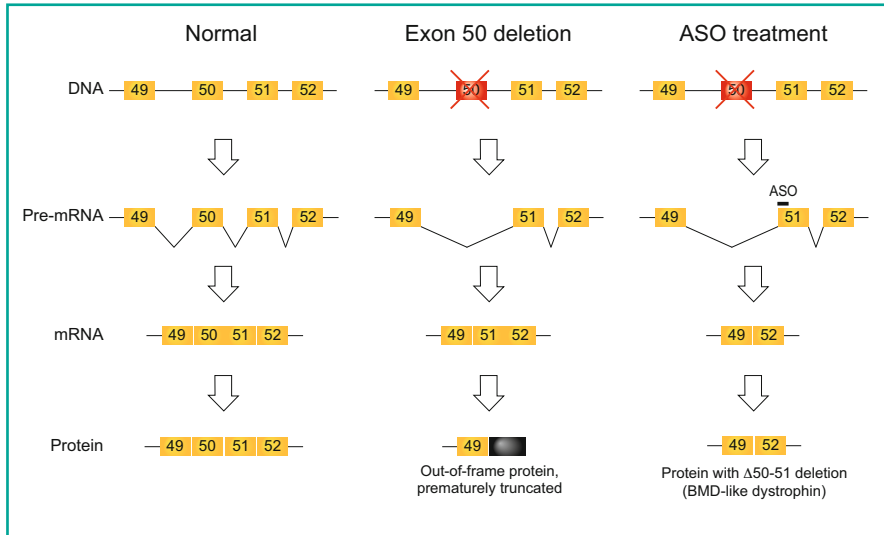 Normal Exon 50 deletion ASO treatment
DNA 49 50 51 52 49 50 51 52 49 50 51 52
ASO
Pre-mRNA 49 50 51 52 49 51 52 49 51 52
mRNA 49 50 51 52 49 51 52 49 52
Protein 49 50 51 52 49 49 52
Out-of-frame protein,
prematurely truncated
Protein with Δ50-51 deletion
(BMD-like dystrophin)